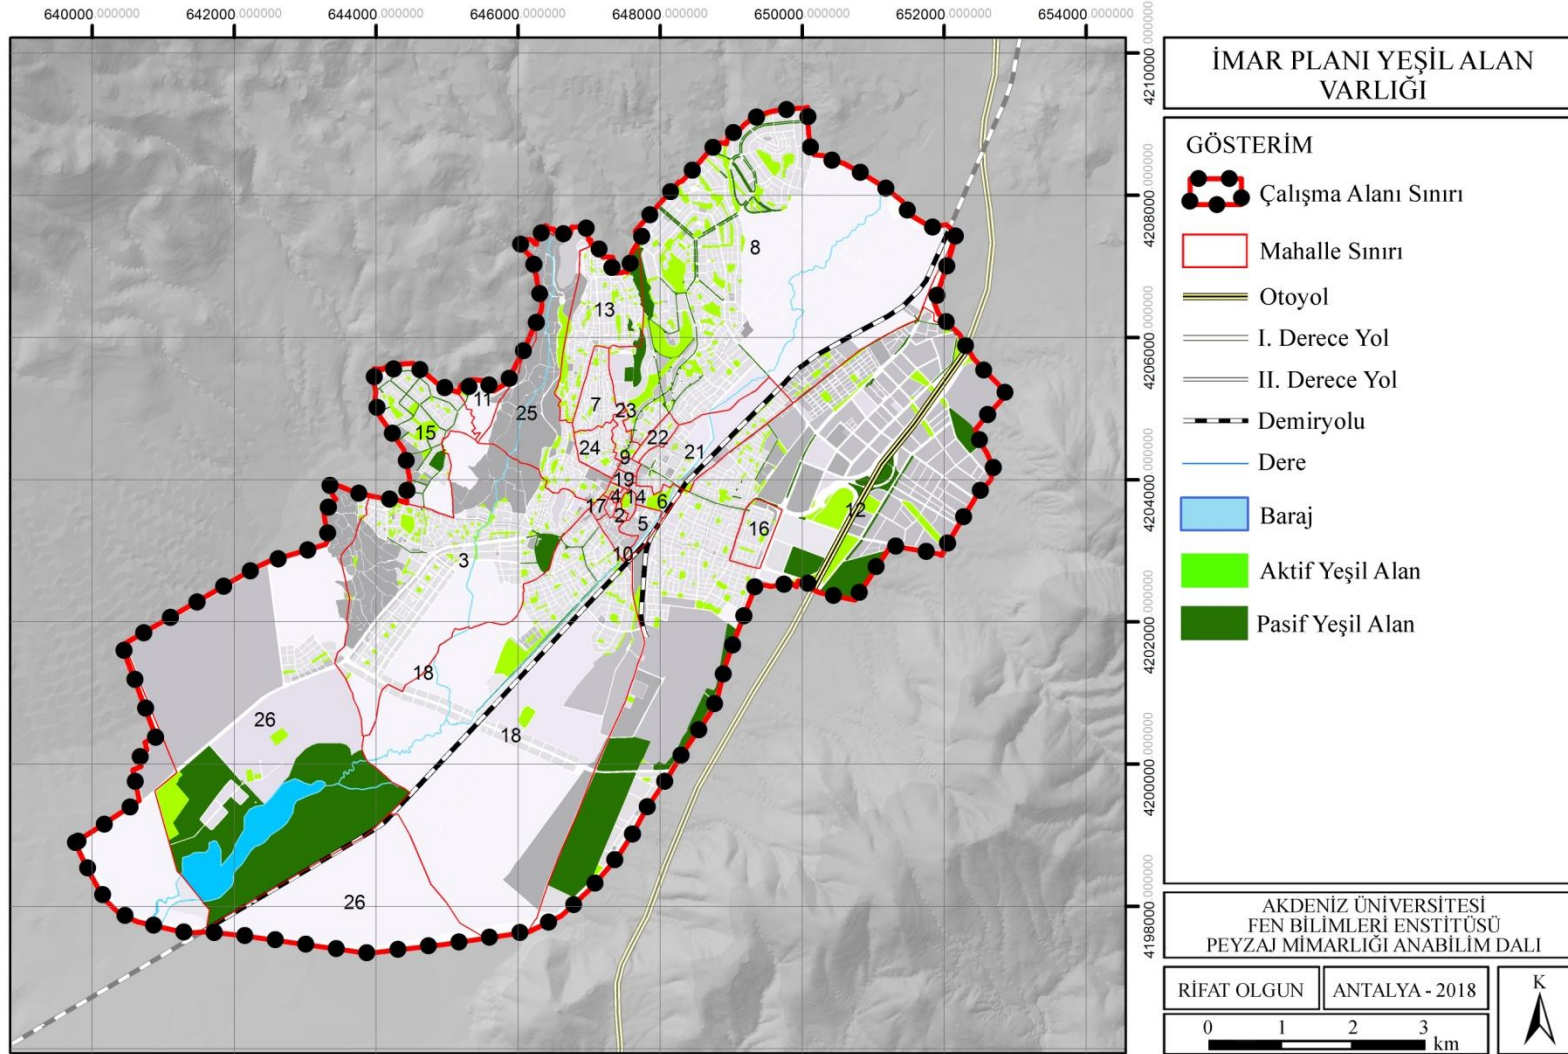 640000.000000 642000.000000 644000.000000 646000.000000 648000.000000 650000.000000 652000.000000 654000.000000
4210000.000000
4208000.000000
4206000.000000
4204000.000000
4202000.000000
4200000.000000
4198000.000000
8
13
11
7
23
25
15
22
24
21
9
19
4
14
6
17
2
5
16
12
10
3
18
26
18
26
İMAR PLANI YEŞİL ALAN
VARLIĞI
GÖSTERİM
Çalışma Alanı Sınırı
Mahalle Sınırı
Otoyol
I. Derece Yol
II. Derece Yol
Demiryolu
Dere
Baraj
Aktif Yeşil Alan
Pasif Yeşil Alan
AKDENİZ ÜNİVERSİTESİ
FEN BİLİMLERİ ENSTİTÜSÜ
PEYZAJ MİMARLIĞI ANABİLİM DALI
RİFAT OLGUN
ANTALYA - 2018
K
0 1 2 3
km